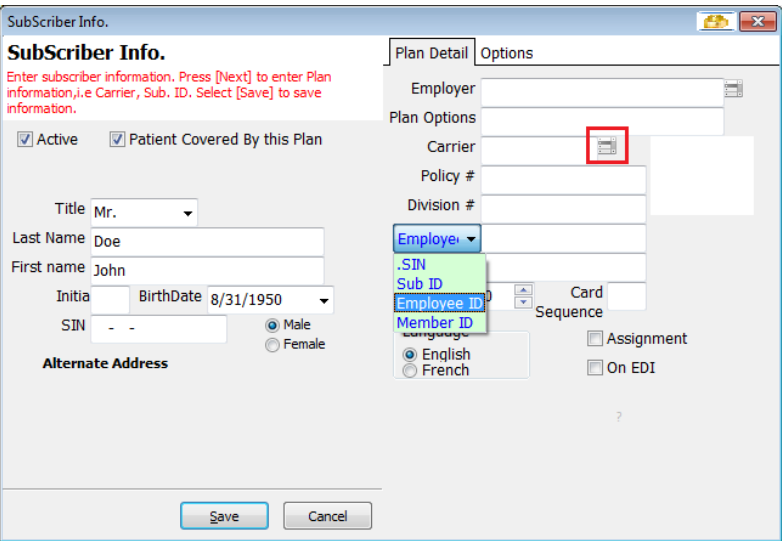 SubScriber Info.
SubScriber Info.
Enter subscriber information. Press [Next] to enter Plan
information,i.e Carrier, Sub. ID. Select [Save] to save
information.
Active
Patient Covered By this Plan
Title Mr.
Last Name Doe
First name John
Initia
BirthDate 8/31/1950
SIN - -
Male
Female
Alternate Address
Save
Cancel
Plan Detail
Options
Employer
Plan Options
Carrier
Policy #
Division #
.SIN
Sub ID
Employee ID
Member ID
0
Card
Sequence
Language
English
French
Assignment
On EDI
?